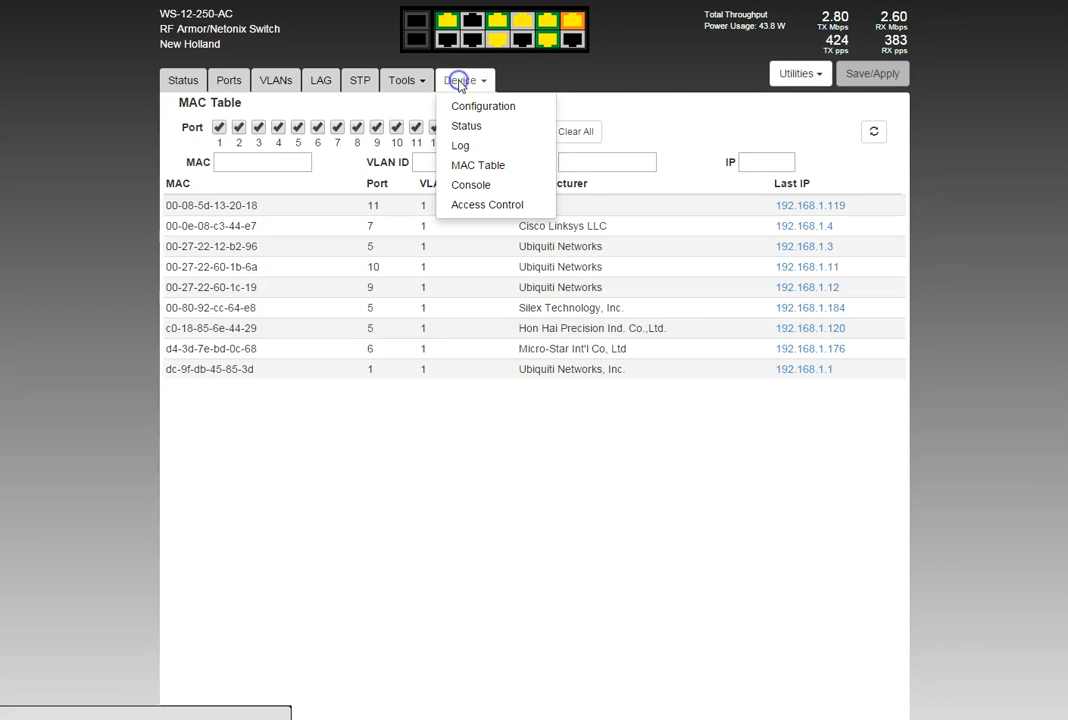 WS-12-250-AC
RF Armor/Netonix Switch
New Holland
Total Throughput
Power Usage: 43.8 W
2.80 2.60
TX Mbps RX Mbps
424 383
TX pps RX pps
Status Ports VLANs LAG STP Tools Device Utilities Save/Apply
MAC Table
Configuration
Status
Log
MAC Table
Console
Access Control
Port
1 2 3 4 5 6 7 8 9 10 11 1
Clear All
MAC VLAN ID IP
MAC Port VLA cturer Last IP
00-08-5d-13-20-18 11 1 192.168.1.119
00-0e-08-c3-44-e7 7 1 Cisco Linksys LLC 192.168.1.4
00-27-22-12-b2-96 5 1 Ubiquiti Networks 192.168.1.3
00-27-22-60-1b-6a 10 1 Ubiquiti Networks 192.168.1.11
00-27-22-60-1c-19 9 1 Ubiquiti Networks 192.168.1.12
00-80-92-cc-64-e8 5 1 Silex Technology, Inc. 192.168.1.184
c0-18-85-6e-44-29 5 1 Hon Hai Precision Ind. Co.,Ltd. 192.168.1.120
d4-3d-7e-bd-0c-68 6 1 Micro-Star Int'l Co, Ltd 192.168.1.176
dc-9f-db-45-85-3d 1 1 Ubiquiti Networks, Inc. 192.168.1.1